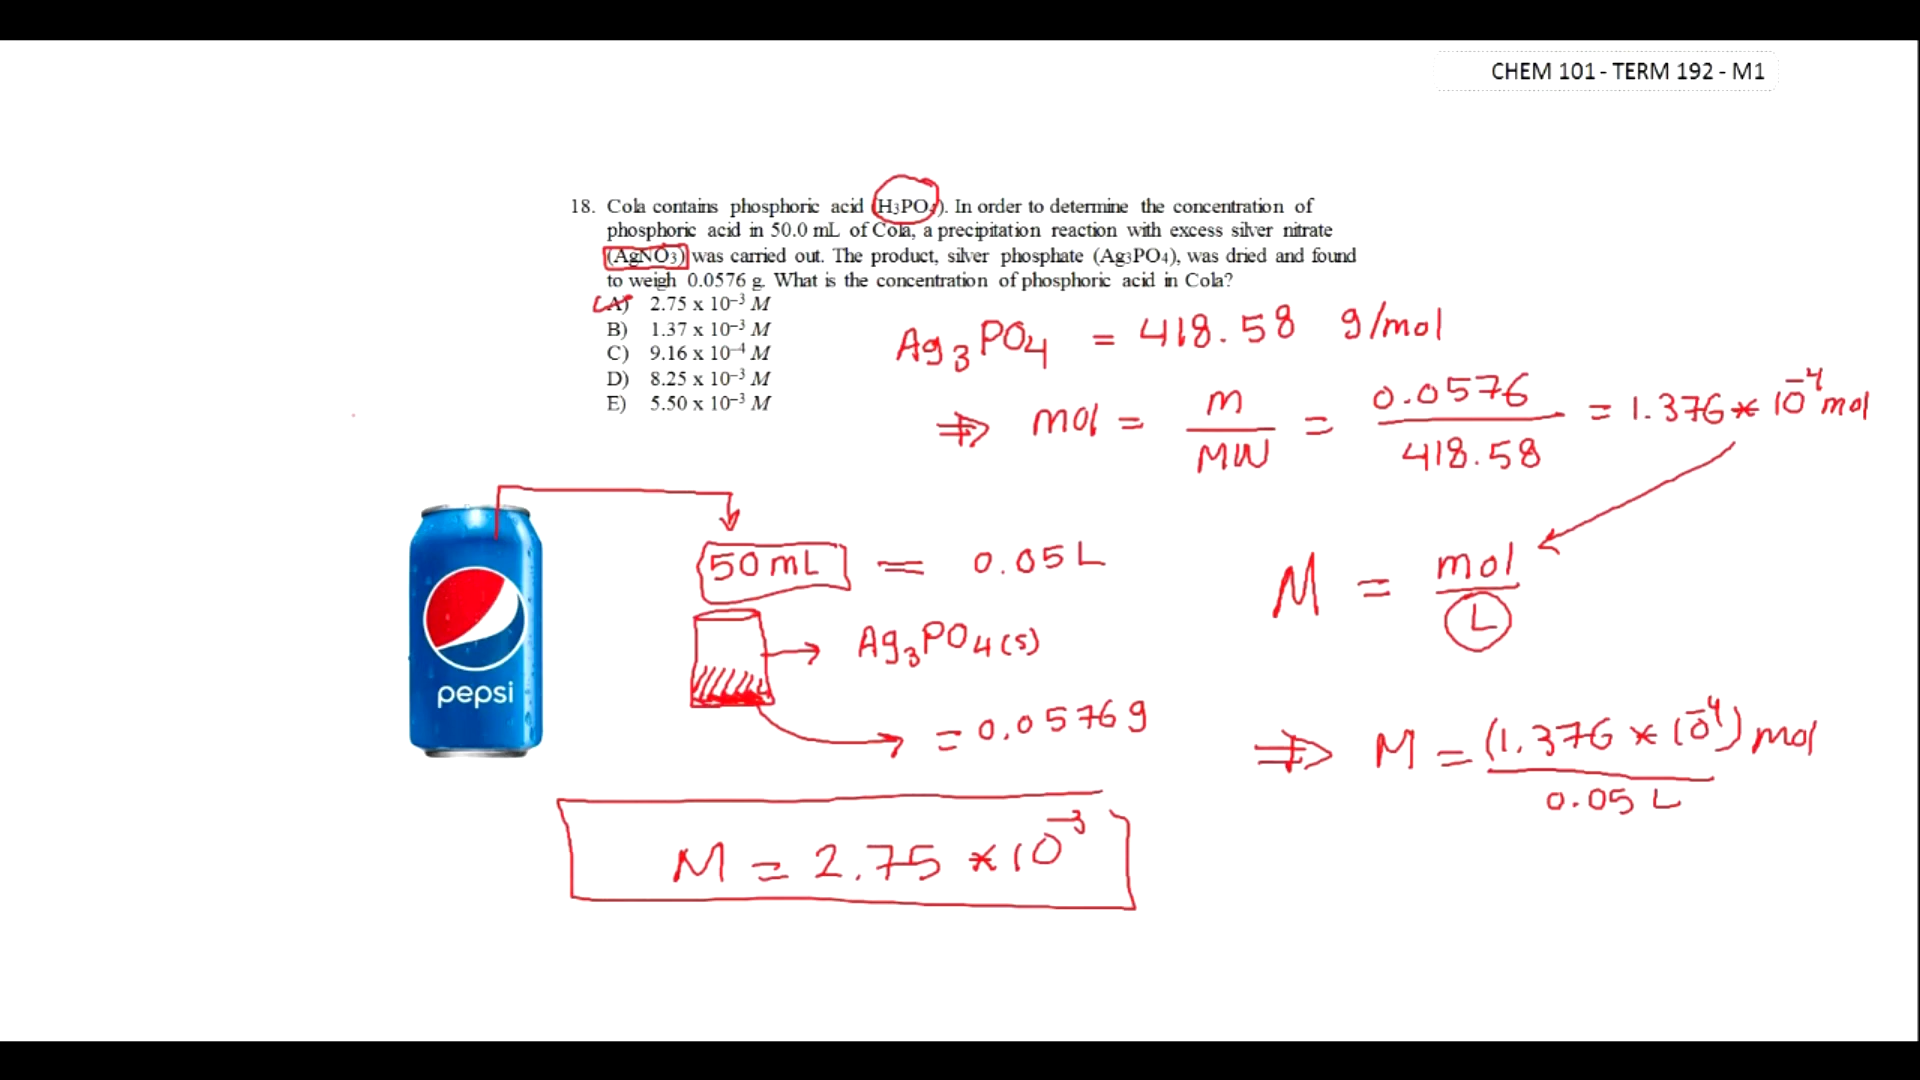 CHEM 101 - TERM 192 - M1
18. Cola contains phosphoric acid (H3PO4). In order to determine the concentration of
phosphoric acid in 50.0 mL of Cola, a precipitation reaction with excess silver nitrate
(AgNO3) was carried out. The product, silver phosphate (Ag3PO4), was dried and found
to weigh 0.0576 g. What is the concentration of phosphoric acid in Cola?
A) 2.75 x 10–3 M
B) 1.37 x 10–3 M
C) 9.16 x 10–4 M
D) 8.25 x 10–3 M
E) 5.50 x 10–3 M
Ag3PO4 = 418.58 g/mol
⇒ mol = m/MW = 0.0576/418.58 = 1.376 * 10-4 mol
50 mL = 0.05 L
M = mol/L
Ag3PO4(s)
= 0.0576 g
pepsi
⇒ M = (1.376 * 10-4) mol / 0.05 L
M = 2.75 * 10-3